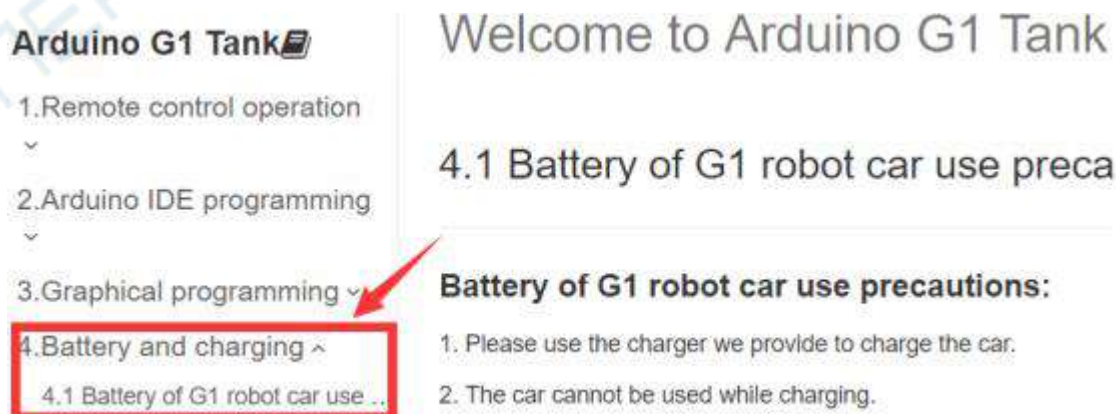 Arduino G1 Tank
1.Remote control operation
2.Arduino IDE programming
3.Graphical programming
4.Battery and charging
4.1 Battery of G1 robot car use ..
Welcome to Arduino G1 Tank
4.1 Battery of G1 robot car use preca
Battery of G1 robot car use precautions:
1. Please use the charger we provide to charge the car.
2. The car cannot be used while charging.